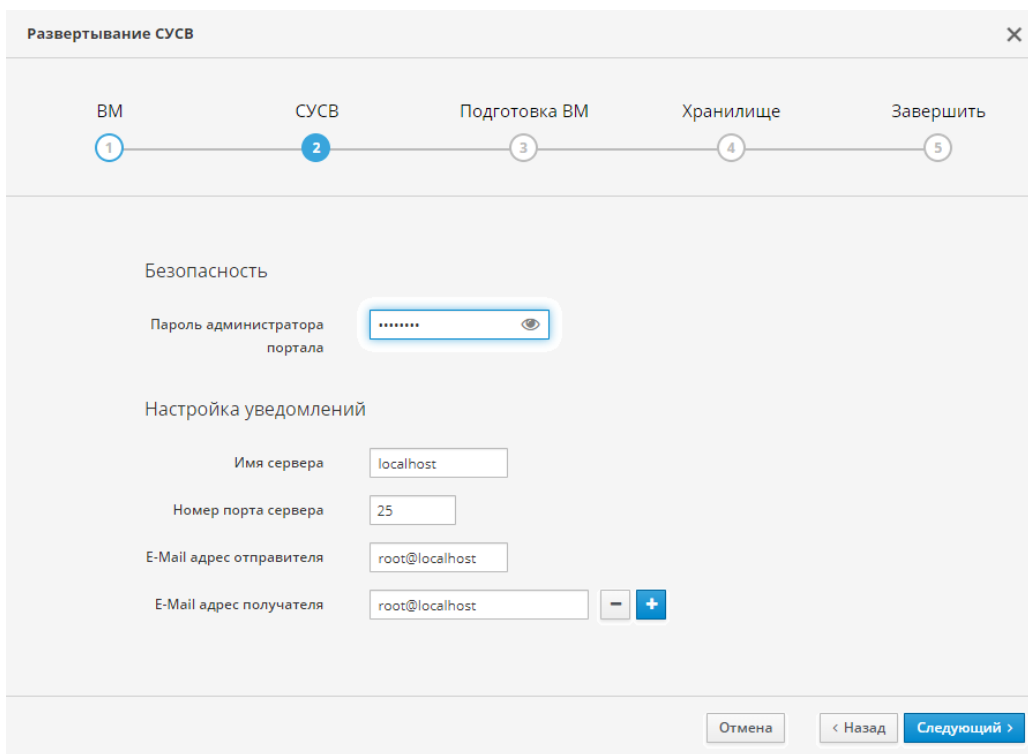 Развертывание СУСВ
ВМ СУСВ Подготовка ВМ Хранилище Завершить
1 2 3 4 5
Безопасность
Пароль администратора
портала
••••••••
Настройка уведомлений
Имя сервера localhost
Номер порта сервера 25
E-Mail адрес отправителя root@localhost
E-Mail адрес получателя root@localhost
Отмена < Назад Следующий >